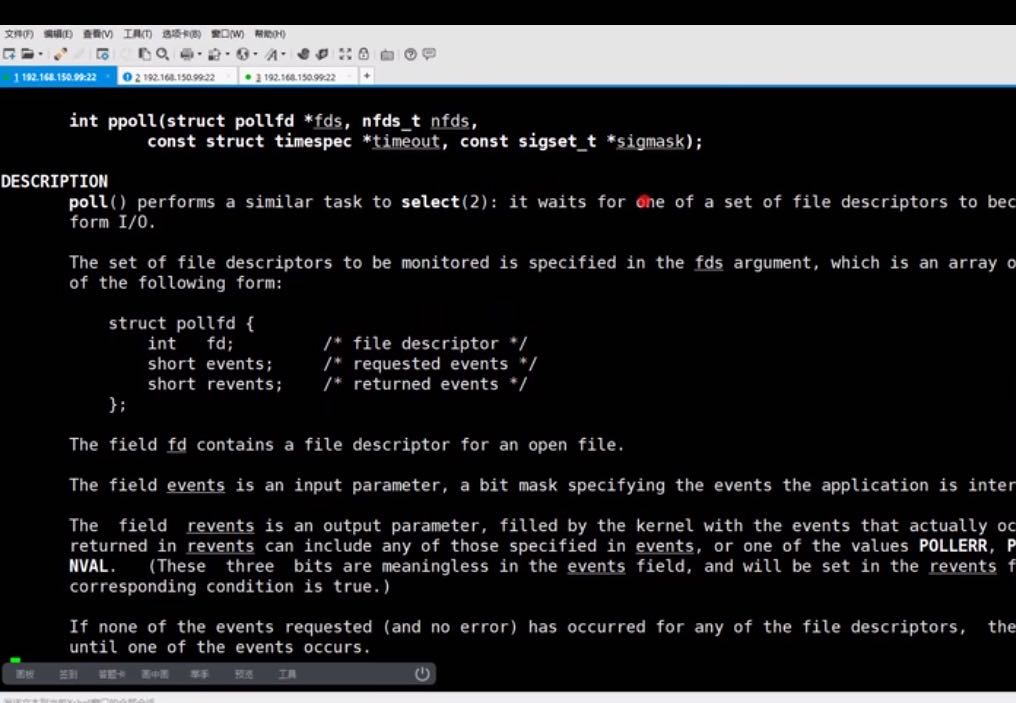 文件(F) 编辑(E) 查看(V) 工具(T) 选项卡(B) 窗口(W) 帮助(H)
1 192.168.150.99:22 2 192.168.150.99:22 3 192.168.150.99:22 +
int ppoll(struct pollfd *fds, nfds_t nfds,
const struct timespec *timeout, const sigset_t *sigmask);
DESCRIPTION
poll() performs a similar task to select(2): it waits for one of a set of file descriptors to bec
form I/O.
The set of file descriptors to be monitored is specified in the fds argument, which is an array o
of the following form:
struct pollfd {
int fd; /* file descriptor */
short events; /* requested events */
short revents; /* returned events */
};
The field fd contains a file descriptor for an open file.
The field events is an input parameter, a bit mask specifying the events the application is inter
The field revents is an output parameter, filled by the kernel with the events that actually oc
returned in revents can include any of those specified in events, or one of the values POLLERR, P
NVAL. (These three bits are meaningless in the events field, and will be set in the revents f
corresponding condition is true.)
If none of the events requested (and no error) has occurred for any of the file descriptors, the
until one of the events occurs.
画板 签到 答题卡 画中画 举手 预览 工具